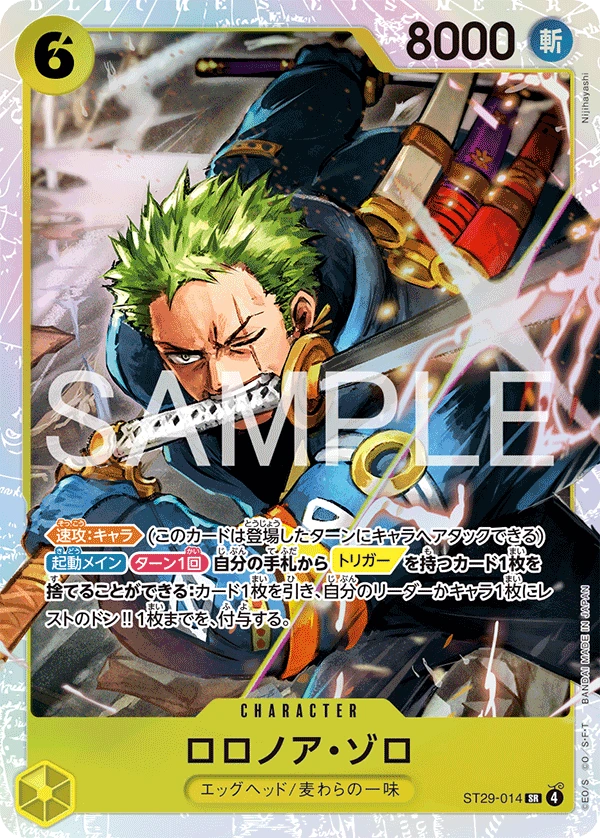 DLICHES EISMEER
6
8000
斬
Nijihayashi
SAMPLE
速攻:キャラ (このカードは登場したターンにキャラへアタックできる)
起動メイン ターン1回 自分の手札から トリガー を持つカード1枚を
捨てることができる:カード1枚を引き、自分のリーダーかキャラ1枚にレ
ストのドン!!1枚までを、付与する。
CHARACTER
ロロノア・ゾロ
エッグヘッド/麦わらの一味
ST29-014 SR 4
©E.O/S ©O/S・F・T BANDAI MADE IN JAPAN